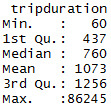 tripduration
Min.   :   60
1st Qu.:  437
Median :  760
Mean   : 1073
3rd Qu.: 1256
Max.   :86245